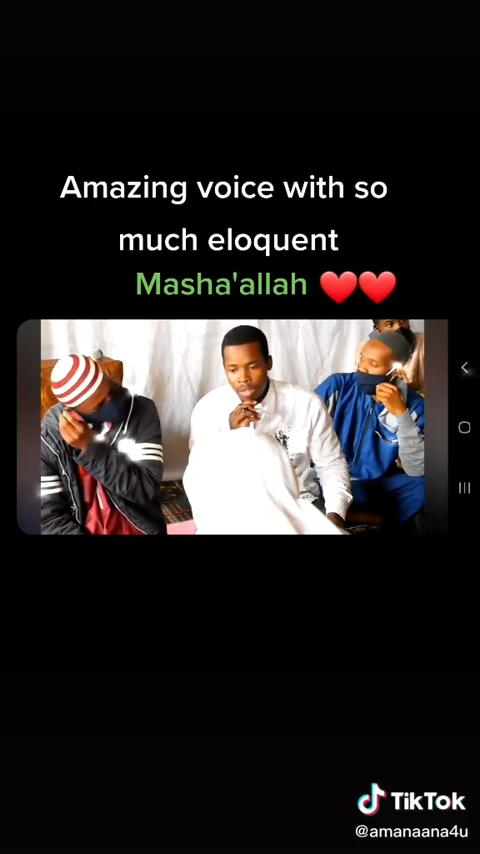 Amazing voice with so
much eloquent
Masha'allah ❤️❤️
TikTok
@amanaana4u